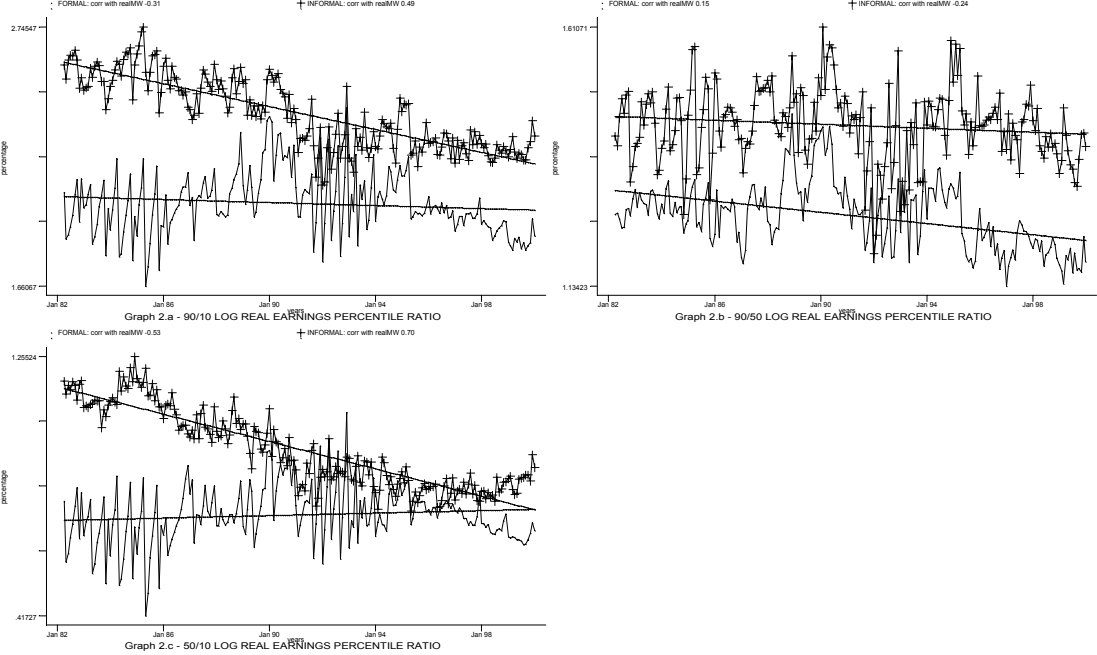 FORMAL: corr with realMW -0.31
INFORMAL: corr with realMW 0.49
2.74547
percentage
1.66067
Jan 82
Jan 86
Jan 90
Jan 94
Jan 98
years
Graph 2.a - 90/10 LOG REAL EARNINGS PERCENTILE RATIO
FORMAL: corr with realMW 0.15
INFORMAL: corr with realMW -0.24
1.61071
percentage
1.13423
Jan 82
Jan 86
Jan 90
Jan 94
Jan 98
years
Graph 2.b - 90/50 LOG REAL EARNINGS PERCENTILE RATIO
FORMAL: corr with realMW -0.53
INFORMAL: corr with realMW 0.70
1.25524
percentage
.41727
Jan 82
Jan 86
Jan 90
Jan 94
Jan 98
years
Graph 2.c - 50/10 LOG REAL EARNINGS PERCENTILE RATIO